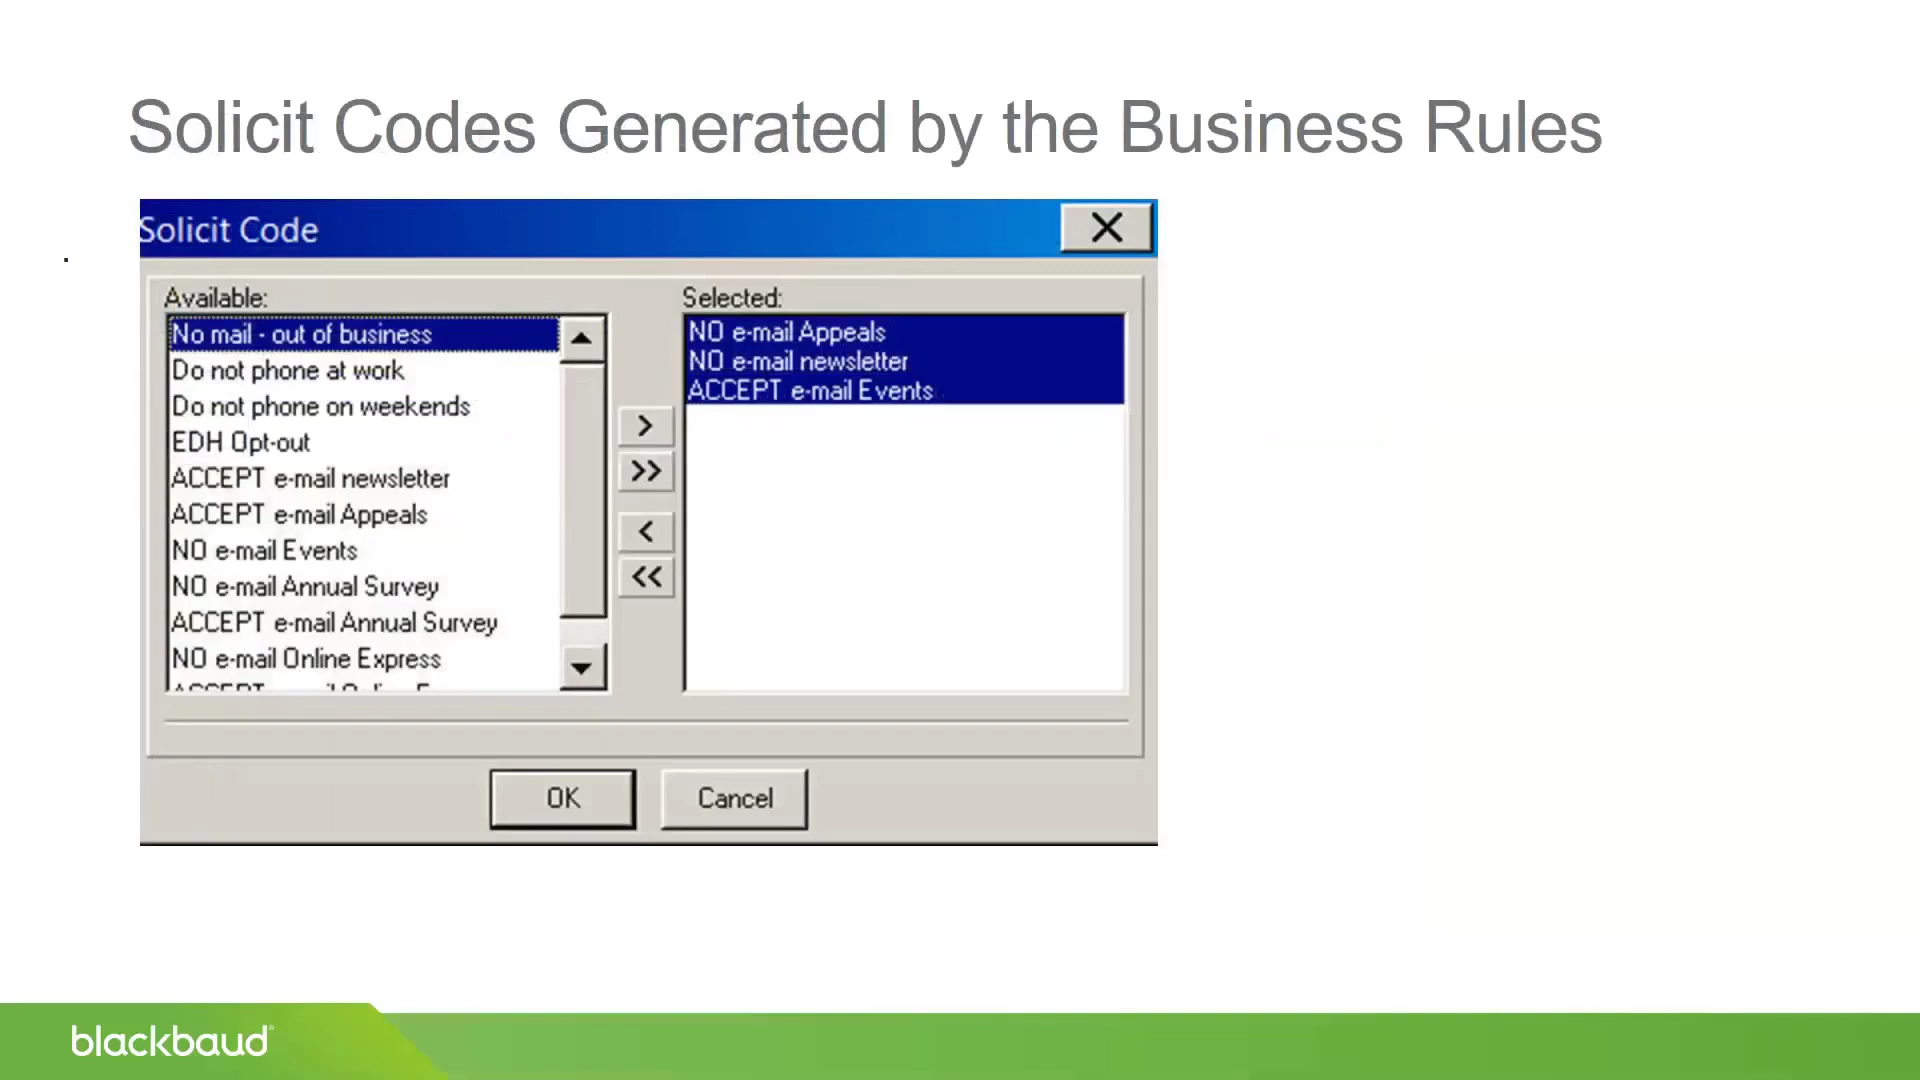 Solicit Codes Generated by the Business Rules
.
Solicit Code
Available:
No mail - out of business
Do not phone at work
Do not phone on weekends
EDH Opt-out
ACCEPT e-mail newsletter
ACCEPT e-mail Appeals
NO e-mail Events
NO e-mail Annual Survey
ACCEPT e-mail Annual Survey
NO e-mail Online Express
>
>>
<
<<
Selected:
NO e-mail Appeals
NO e-mail newsletter
ACCEPT e-mail Events
OK
Cancel
blackbaud